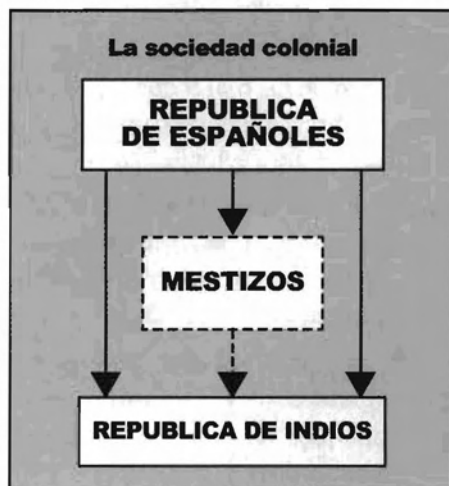 La sociedad colonial
REPUBLICA
DE ESPAÑOLES
MESTIZOS
REPUBLICA DE INDIOS